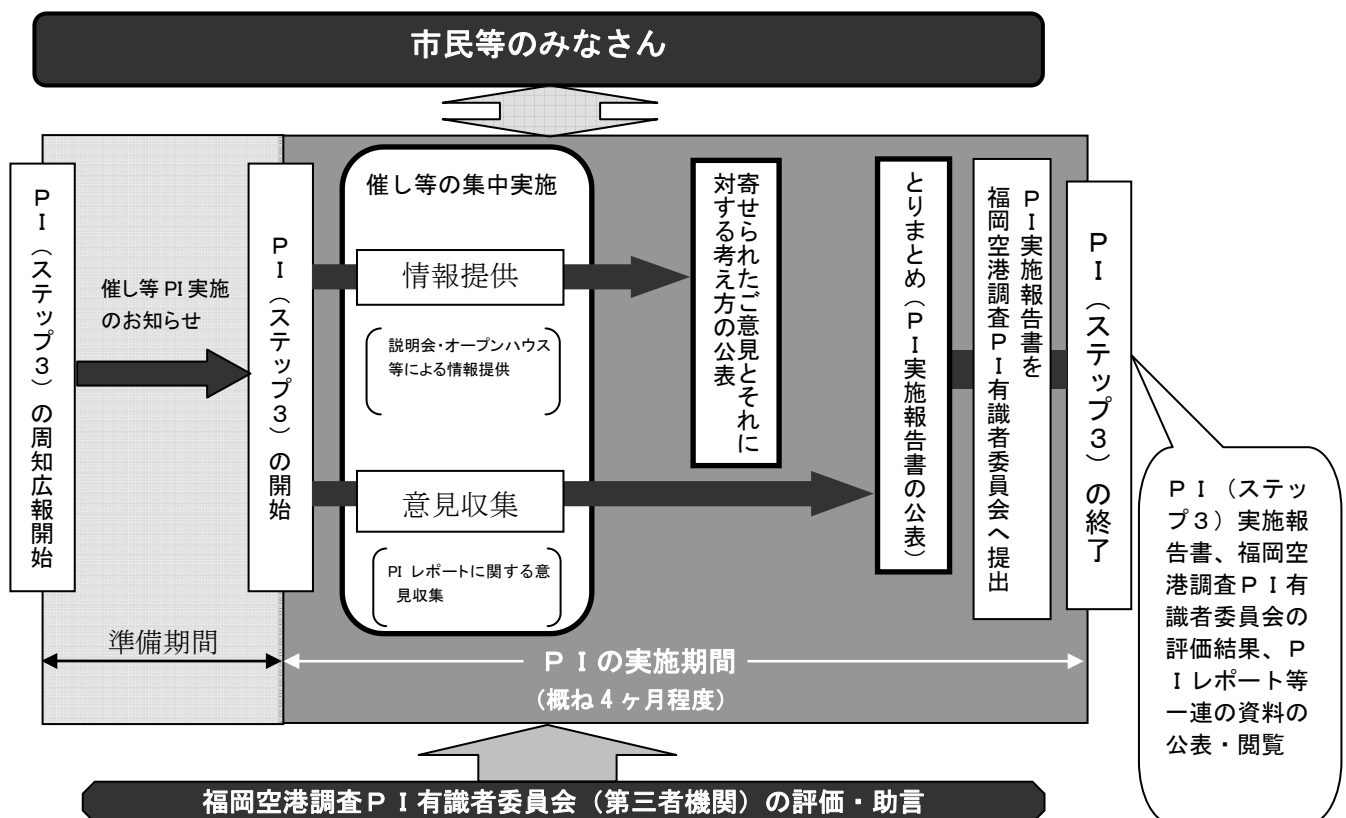 市民等のみなさん
ＰＩ（ステップ３）の周知広報開始
催し等 PI 実施
のお知らせ
ＰＩ（ステップ３）の開始
催し等の集中実施
情報提供
説明会・オープンハウス
等による情報提供
意見収集
PI レポートに関する意
見収集
寄せられたご意見とそれに
対する考え方の公表
とりまとめ（ＰＩ実施報告書の公表）
ＰＩ実施報告書を
福岡空港調査ＰＩ有識者委員会へ提出
ＰＩ（ステップ３）の終了
ＰＩ（ステッ
プ３）実施報
告書、福岡空
港調査ＰＩ有
識者委員会の
評価結果、Ｐ
Ｉレポート等
一連の資料の
公表・閲覧
準備期間
ＰＩの実施期間
（概ね４ヶ月程度）
福岡空港調査ＰＩ有識者委員会（第三者機関）の評価・助言